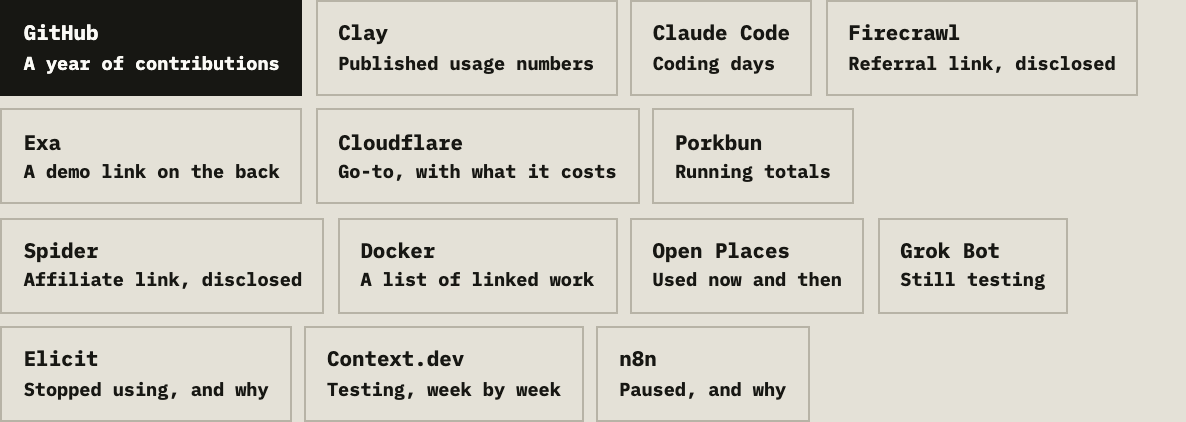 GitHub
A year of contributions
Clay
Published usage numbers
Claude Code
Coding days
Firecrawl
Referral link, disclosed
Exa
A demo link on the back
Cloudflare
Go-to, with what it costs
Porkbun
Running totals
Spider
Affiliate link, disclosed
Docker
A list of linked work
Open Places
Used now and then
Grok Bot
Still testing
Elicit
Stopped using, and why
Context.dev
Testing, week by week
n8n
Paused, and why